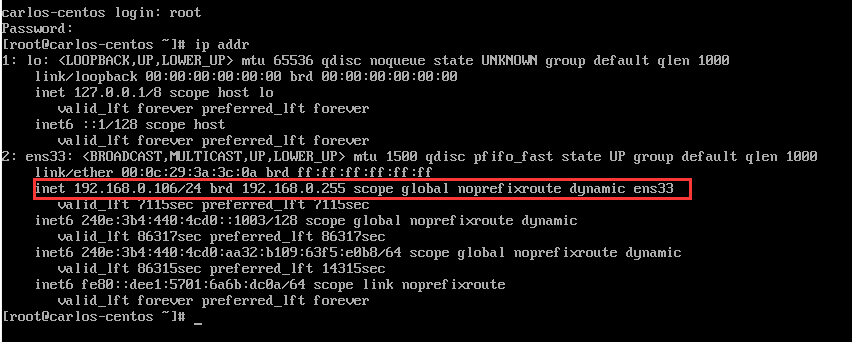 carlos-centos login: root
Password:
[root@carlos-centos ~]# ip addr
1: lo: <LOOPBACK,UP,LOWER_UP> mtu 65536 qdisc noqueue state UNKNOWN group default qlen 1000
    link/loopback 00:00:00:00:00:00 brd 00:00:00:00:00:00
    inet 127.0.0.1/8 scope host lo
       valid_lft forever preferred_lft forever
    inet6 ::1/128 scope host
       valid_lft forever preferred_lft forever
2: ens33: <BROADCAST,MULTICAST,UP,LOWER_UP> mtu 1500 qdisc pfifo_fast state UP group default qlen 1000
    link/ether 00:0c:29:3a:3c:0a brd ff:ff:ff:ff:ff:ff
    inet 192.168.0.106/24 brd 192.168.0.255 scope global noprefixroute dynamic ens33
       valid_lft 7115sec preferred_lft 7115sec
    inet6 240e:3b4:440:4cd0::1003/128 scope global noprefixroute dynamic
       valid_lft 86317sec preferred_lft 86317sec
    inet6 240e:3b4:440:4cd0:aa32:b109:63f5:e0b8/64 scope global noprefixroute dynamic
       valid_lft 86315sec preferred_lft 14315sec
    inet6 fe80::dee1:5701:6a6b:dc0a/64 scope link noprefixroute
       valid_lft forever preferred_lft forever
[root@carlos-centos ~]# _